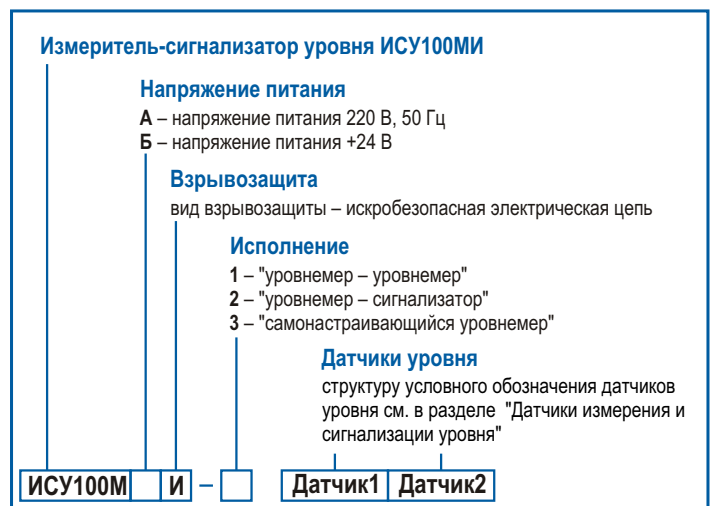 Измеритель-сигнализатор уровня ИСУ100МИ
Напряжение питания
А – напряжение питания 220 В, 50 Гц
Б – напряжение питания +24 В
Взрывозащита
вид взрывозащиты – искробезопасная электрическая цепь
Исполнение
1 – "уровнемер – уровнемер"
2 – "уровнемер – сигнализатор"
3 – "самонастраивающийся уровнемер"
Датчики уровня
структуру условного обозначения датчиков
уровня см. в разделе "Датчики измерения и
сигнализации уровня"
ИСУ100М И – Датчик1 Датчик2